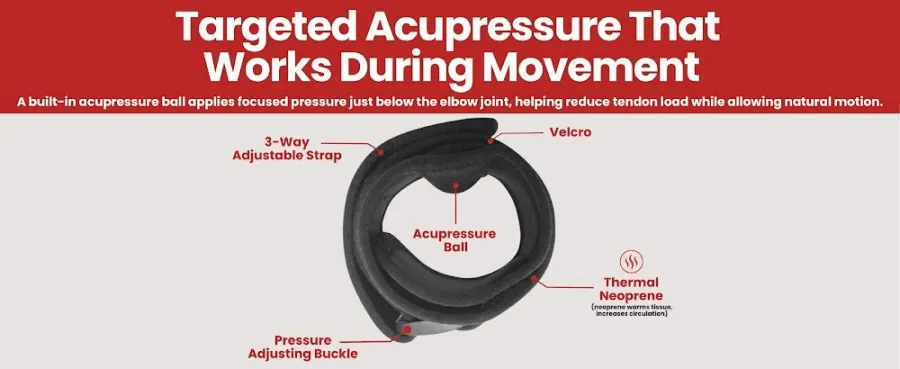 Targeted Acupressure That
Works During Movement
A built-in acupressure ball applies focused pressure just below the elbow joint, helping reduce tendon load while allowing natural motion.
3-Way
Adjustable Strap
Velcro
Acupressure
Ball
Thermal
Neoprene
(neoprene warms tissue,
increases circulation)
Pressure
Adjusting Buckle